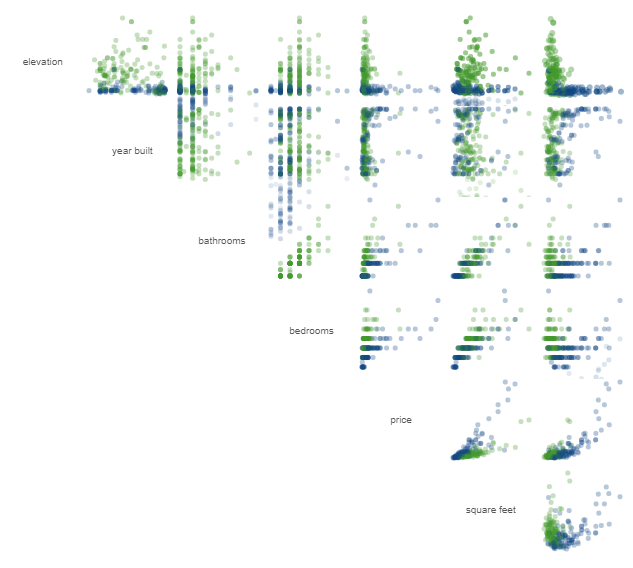 elevation
year built
bathrooms
bedrooms
price
square feet